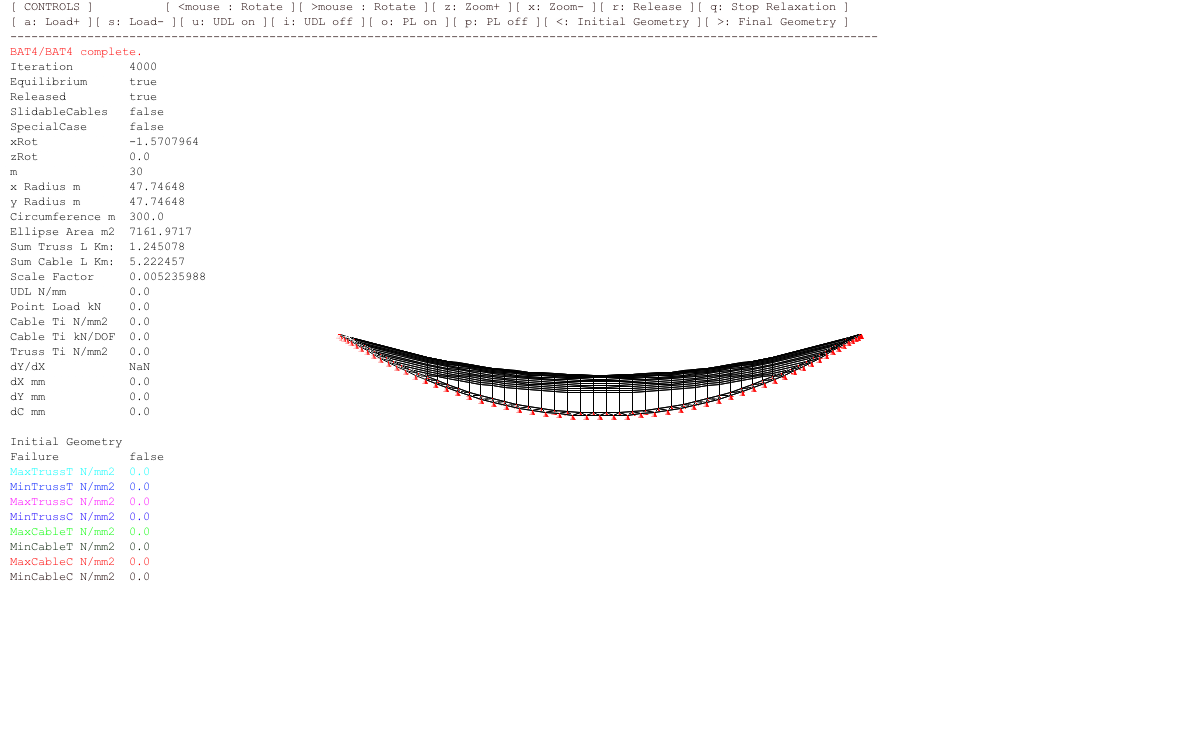 [ CONTROLS ] [ <mouse : Rotate ][ >mouse : Rotate ][ z: Zoom+ ][ x: Zoom- ][ r: Release ][ q: Stop Relaxation ]
[ a: Load+ ][ s: Load- ][ u: UDL on ][ i: UDL off ][ o: PL on ][ p: PL off ][ <: Initial Geometry ][ >: Final Geometry ]
----------------------------------------------------------------------------------------------------------------------------
BAT4/BAT4 complete.
Iteration 4000
Equilibrium true
Released true
SlidableCables false
SpecialCase false
xRot -1.5707964
zRot 0.0
m 30
x Radius m 47.74648
y Radius m 47.74648
Circumference m 300.0
Ellipse Area m2 7161.9717
Sum Truss L Km: 1.245078
Sum Cable L Km: 5.222457
Scale Factor 0.005235988
UDL N/mm 0.0
Point Load kN 0.0
Cable Ti N/mm2 0.0
Cable Ti kN/DOF 0.0
Truss Ti N/mm2 0.0
dY/dX NaN
dX mm 0.0
dY mm 0.0
dC mm 0.0
Initial Geometry
Failure false
MaxTrussT N/mm2 0.0
MinTrussT N/mm2 0.0
MaxTrussC N/mm2 0.0
MinTrussC N/mm2 0.0
MaxCableT N/mm2 0.0
MinCableT N/mm2 0.0
MaxCableC N/mm2 0.0
MinCableC N/mm2 0.0